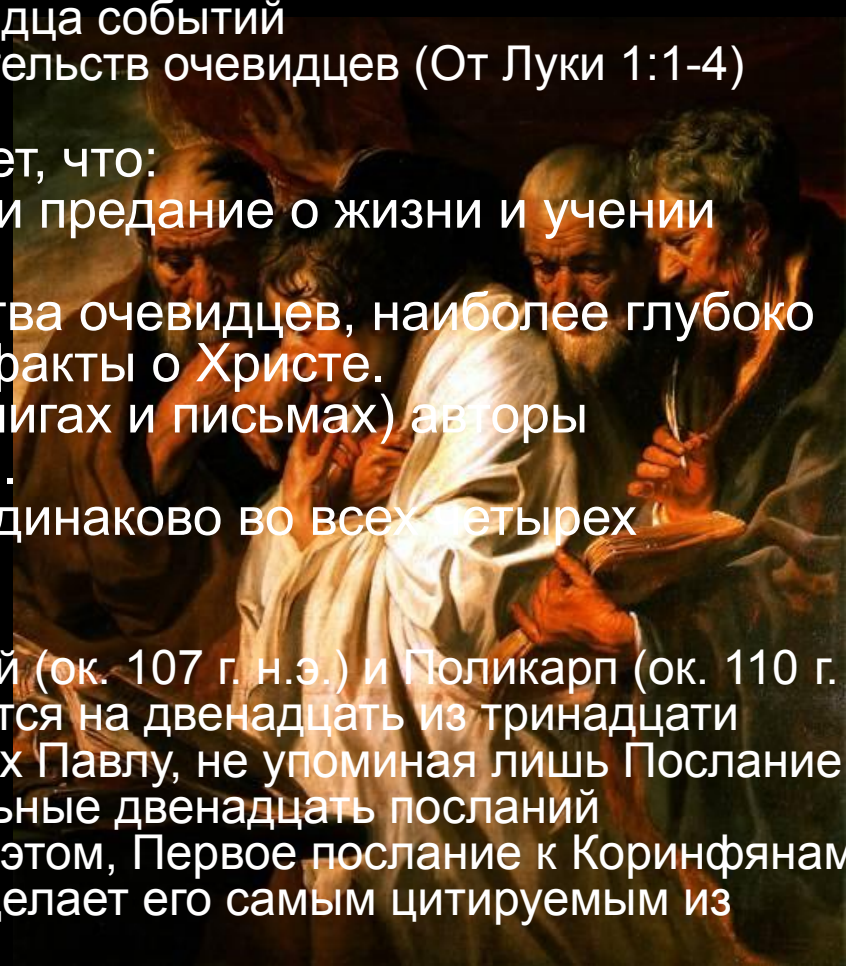 дца событий
ельств очевидцев (От Луки 1:1-4)
ет, что:
и предание о жизни и учении
тва очевидцев, наиболее глубоко
факты о Христе.
нигах и письмах) авторы
.
динаково во всех четырех
й (ок. 107 г. н.э.) и Поликарп (ок. 110 г.
тся на двенадцать из тринадцати
х Павлу, не упоминая лишь Послание
ьные двенадцать посланий
этом, Первое послание к Коринфянам
делает его самым цитируемым из